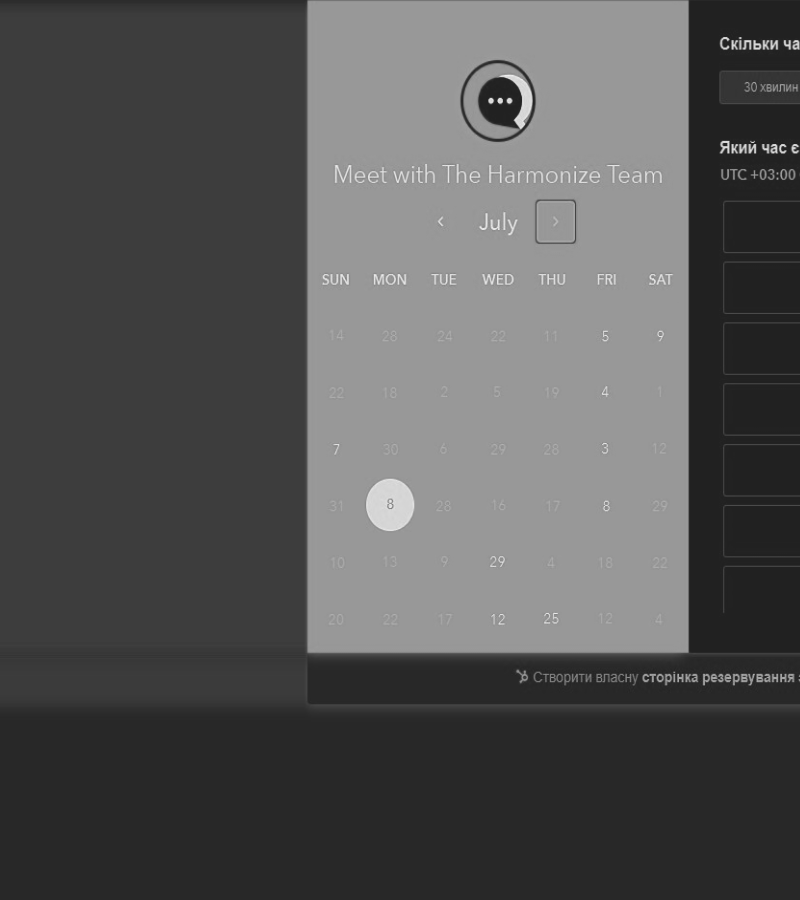 Meet with The Harmonize Team
July
SUN MON TUE WED THU FRI SAT
14 28 24 22 11 5 9
22 18 2 5 19 4 1
7 30 6 29 28 3 12
31 8 28 16 17 8 29
10 13 9 29 4 18 22
20 22 17 12 25 12 4
Скільки ча
30 хвилин
Який час є
UTC +03:00
Створити власну сторінка резервування